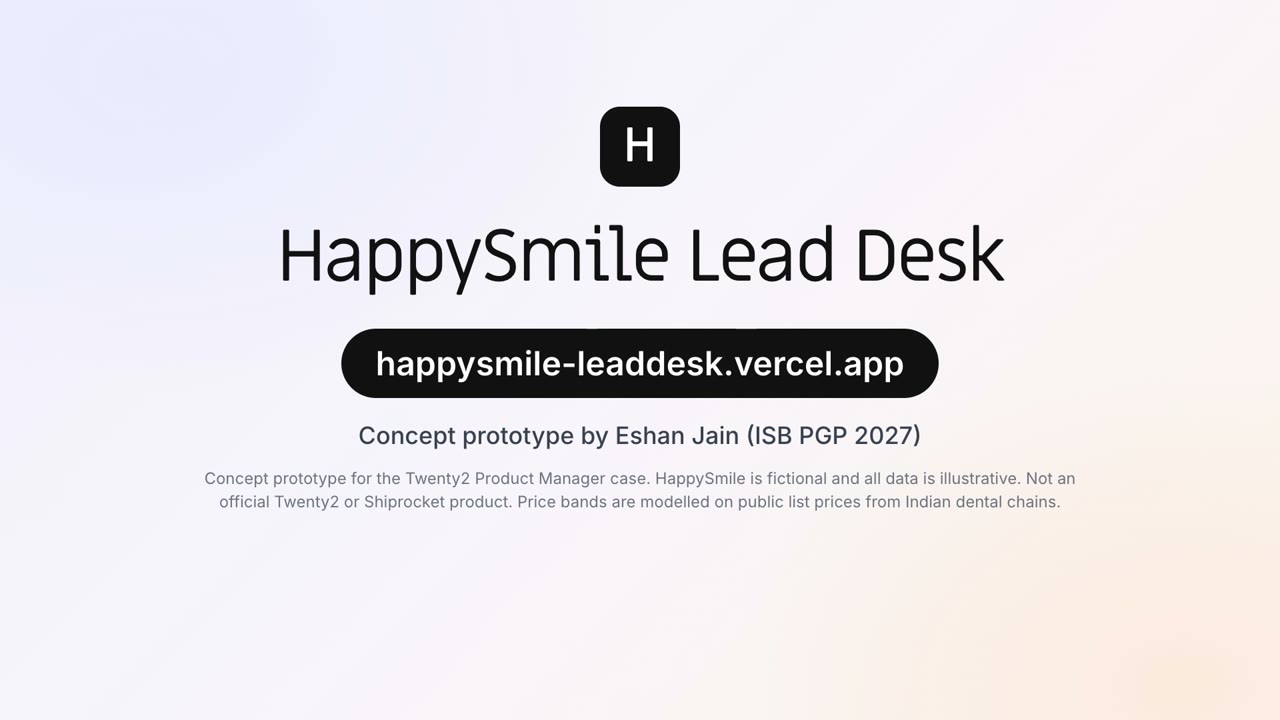 H
HappySmile Lead Desk
happysmile-leaddesk.vercel.app
Concept prototype by Eshan Jain (ISB PGP 2027)
Concept prototype for the Twenty2 Product Manager case. HappySmile is fictional and all data is illustrative. Not an
official Twenty2 or Shiprocket product. Price bands are modelled on public list prices from Indian dental chains.